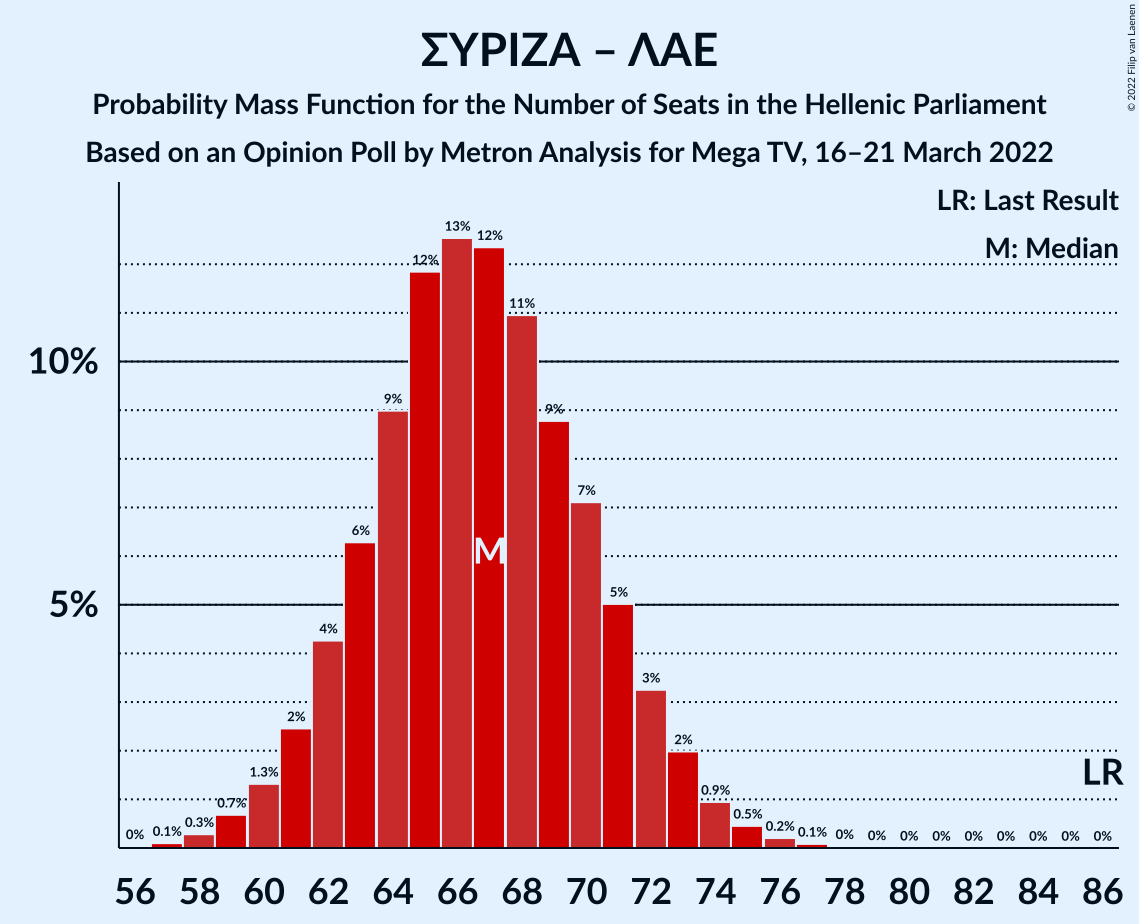 ΣΥΡΙΖΑ – ΛΑΕ
Probability Mass Function for the Number of Seats in the Hellenic Parliament
Based on an Opinion Poll by Metron Analysis for Mega TV, 16–21 March 2022
© 2022 Filip van Laenen
LR: Last Result
M: Median
10%
5%
0% 0.1% 0.3% 0.7% 1.3% 2% 4% 6% 9% 12% 13% 12% 11% 9% 7% 5% 3% 2% 0.9% 0.5% 0.2% 0.1% 0% 0% 0% 0% 0% 0% 0% 0% 0%
M
LR
56 58 60 62 64 66 68 70 72 74 76 78 80 82 84 86